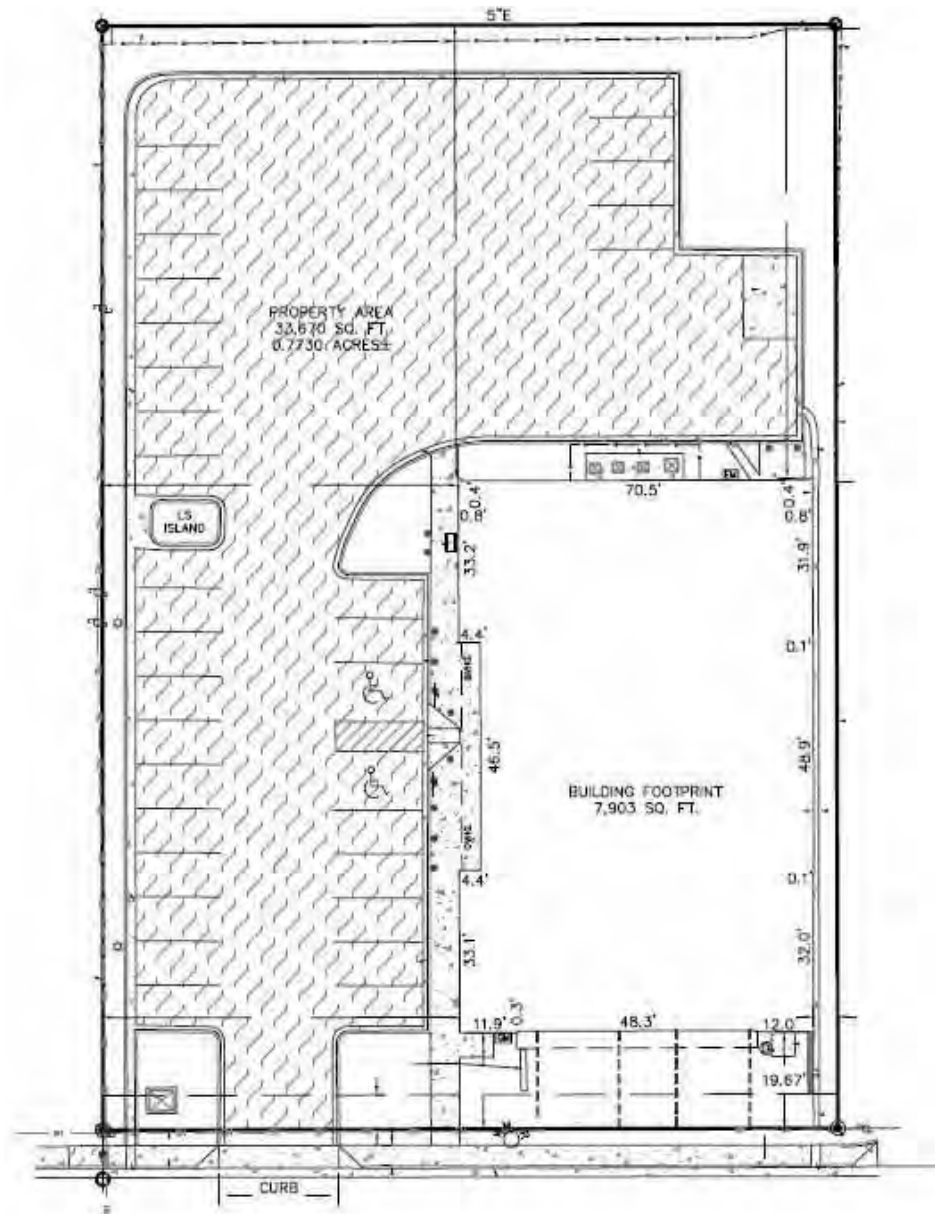 5"E
PROPERTY AREA
33,670 SQ. FT.
0.7730 ACRES±
70.5'
0.4'
0.8'
0.4'
0.8'
LS
ISLAND
33.2'
31.9'
4.4'
0.1'
46.5'
48.9'
BUILDING FOOTPRINT
7,903 SQ. FT.
4.4'
0.1'
33.1'
32.0'
11.9'
0.3'
48.3'
12.0'
19.67'
CURB